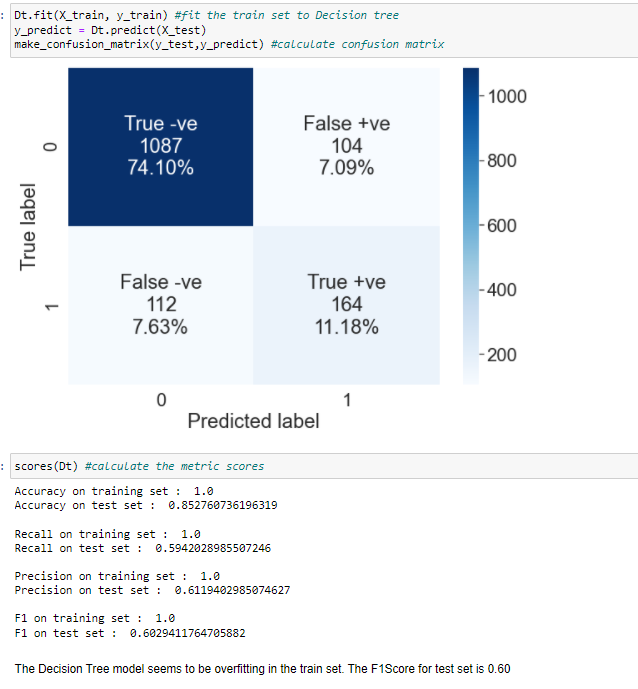 : Dt.fit(X_train, y_train) #fit the train set to Decision tree
y_predict = Dt.predict(X_test)
make_confusion_matrix(y_test,y_predict) #calculate confusion matrix
True -ve
1087
74.10%
False +ve
104
7.09%
False -ve
112
7.63%
True +ve
164
11.18%
0
1
True label
0
1
Predicted label
1000
800
600
400
200
: scores(Dt) #calculate the metric scores
Accuracy on training set : 1.0
Accuracy on test set : 0.852760736196319
Recall on training set : 1.0
Recall on test set : 0.5942028985507246
Precision on training set : 1.0
Precision on test set : 0.6119402985074627
F1 on training set : 1.0
F1 on test set : 0.6029411764705882
The Decision Tree model seems to be overfitting in the train set. The F1Score for test set is 0.60